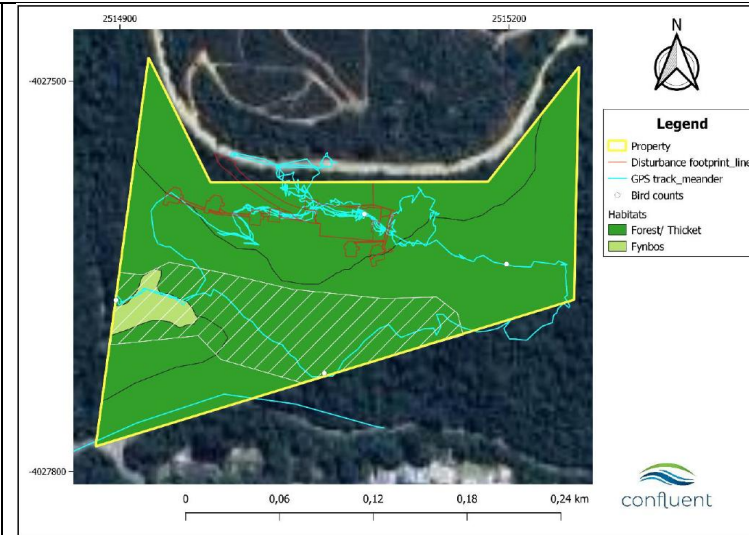 2514900
2515200
-4027500
-4027800
N
Legend
Property
Disturbance footprint_line
GPS track_meander
Bird counts
Habitats
Forest/ Thicket
Fynbos
0
0,06
0,12
0,18
0,24 km
confluent